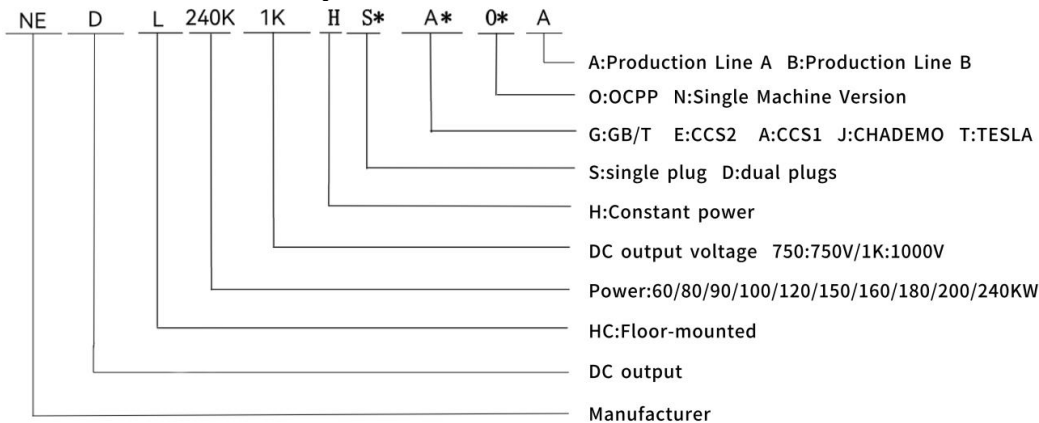 NE D L 240K 1K H S* A* O* A
A:Production Line A B:Production Line B
O:OCPP N:Single Machine Version
G:GB/T E:CCS2 A:CCS1 J:CHADEMO T:TESLA
S:single plug D:dual plugs
H:Constant power
DC output voltage 750:750V/1K:1000V
Power:60/80/90/100/120/150/160/180/200/240KW
HC:Floor-mounted
DC output
Manufacturer